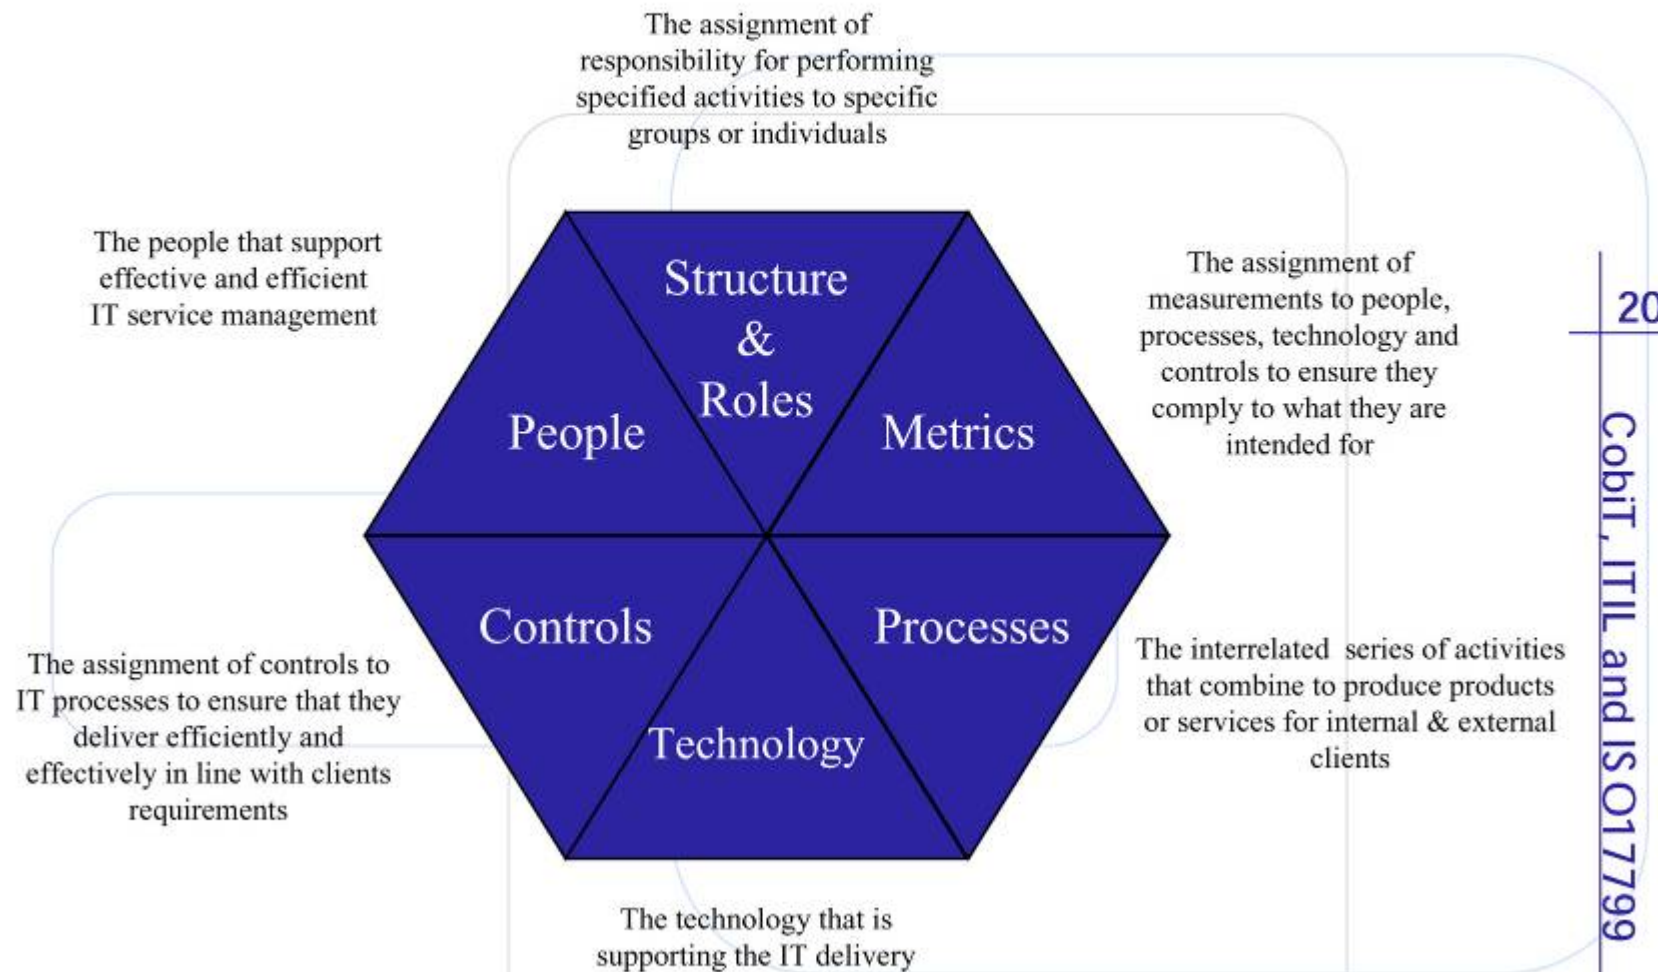 The assignment of
responsibility for performing
specified activities to specific
groups or individuals
The people that support
effective and efficient
IT service management
Structure
&
Roles
People
Metrics
The assignment of
measurements to people,
processes, technology and
controls to ensure they
comply to what they are
intended for
Controls
Technology
Processes
The assignment of controls to
IT processes to ensure that they
deliver efficiently and
effectively in line with clients
requirements
The interrelated series of activities
that combine to produce products
or services for internal & external
clients
The technology that is
supporting the IT delivery
20
CobiT, ITIL and ISO17799